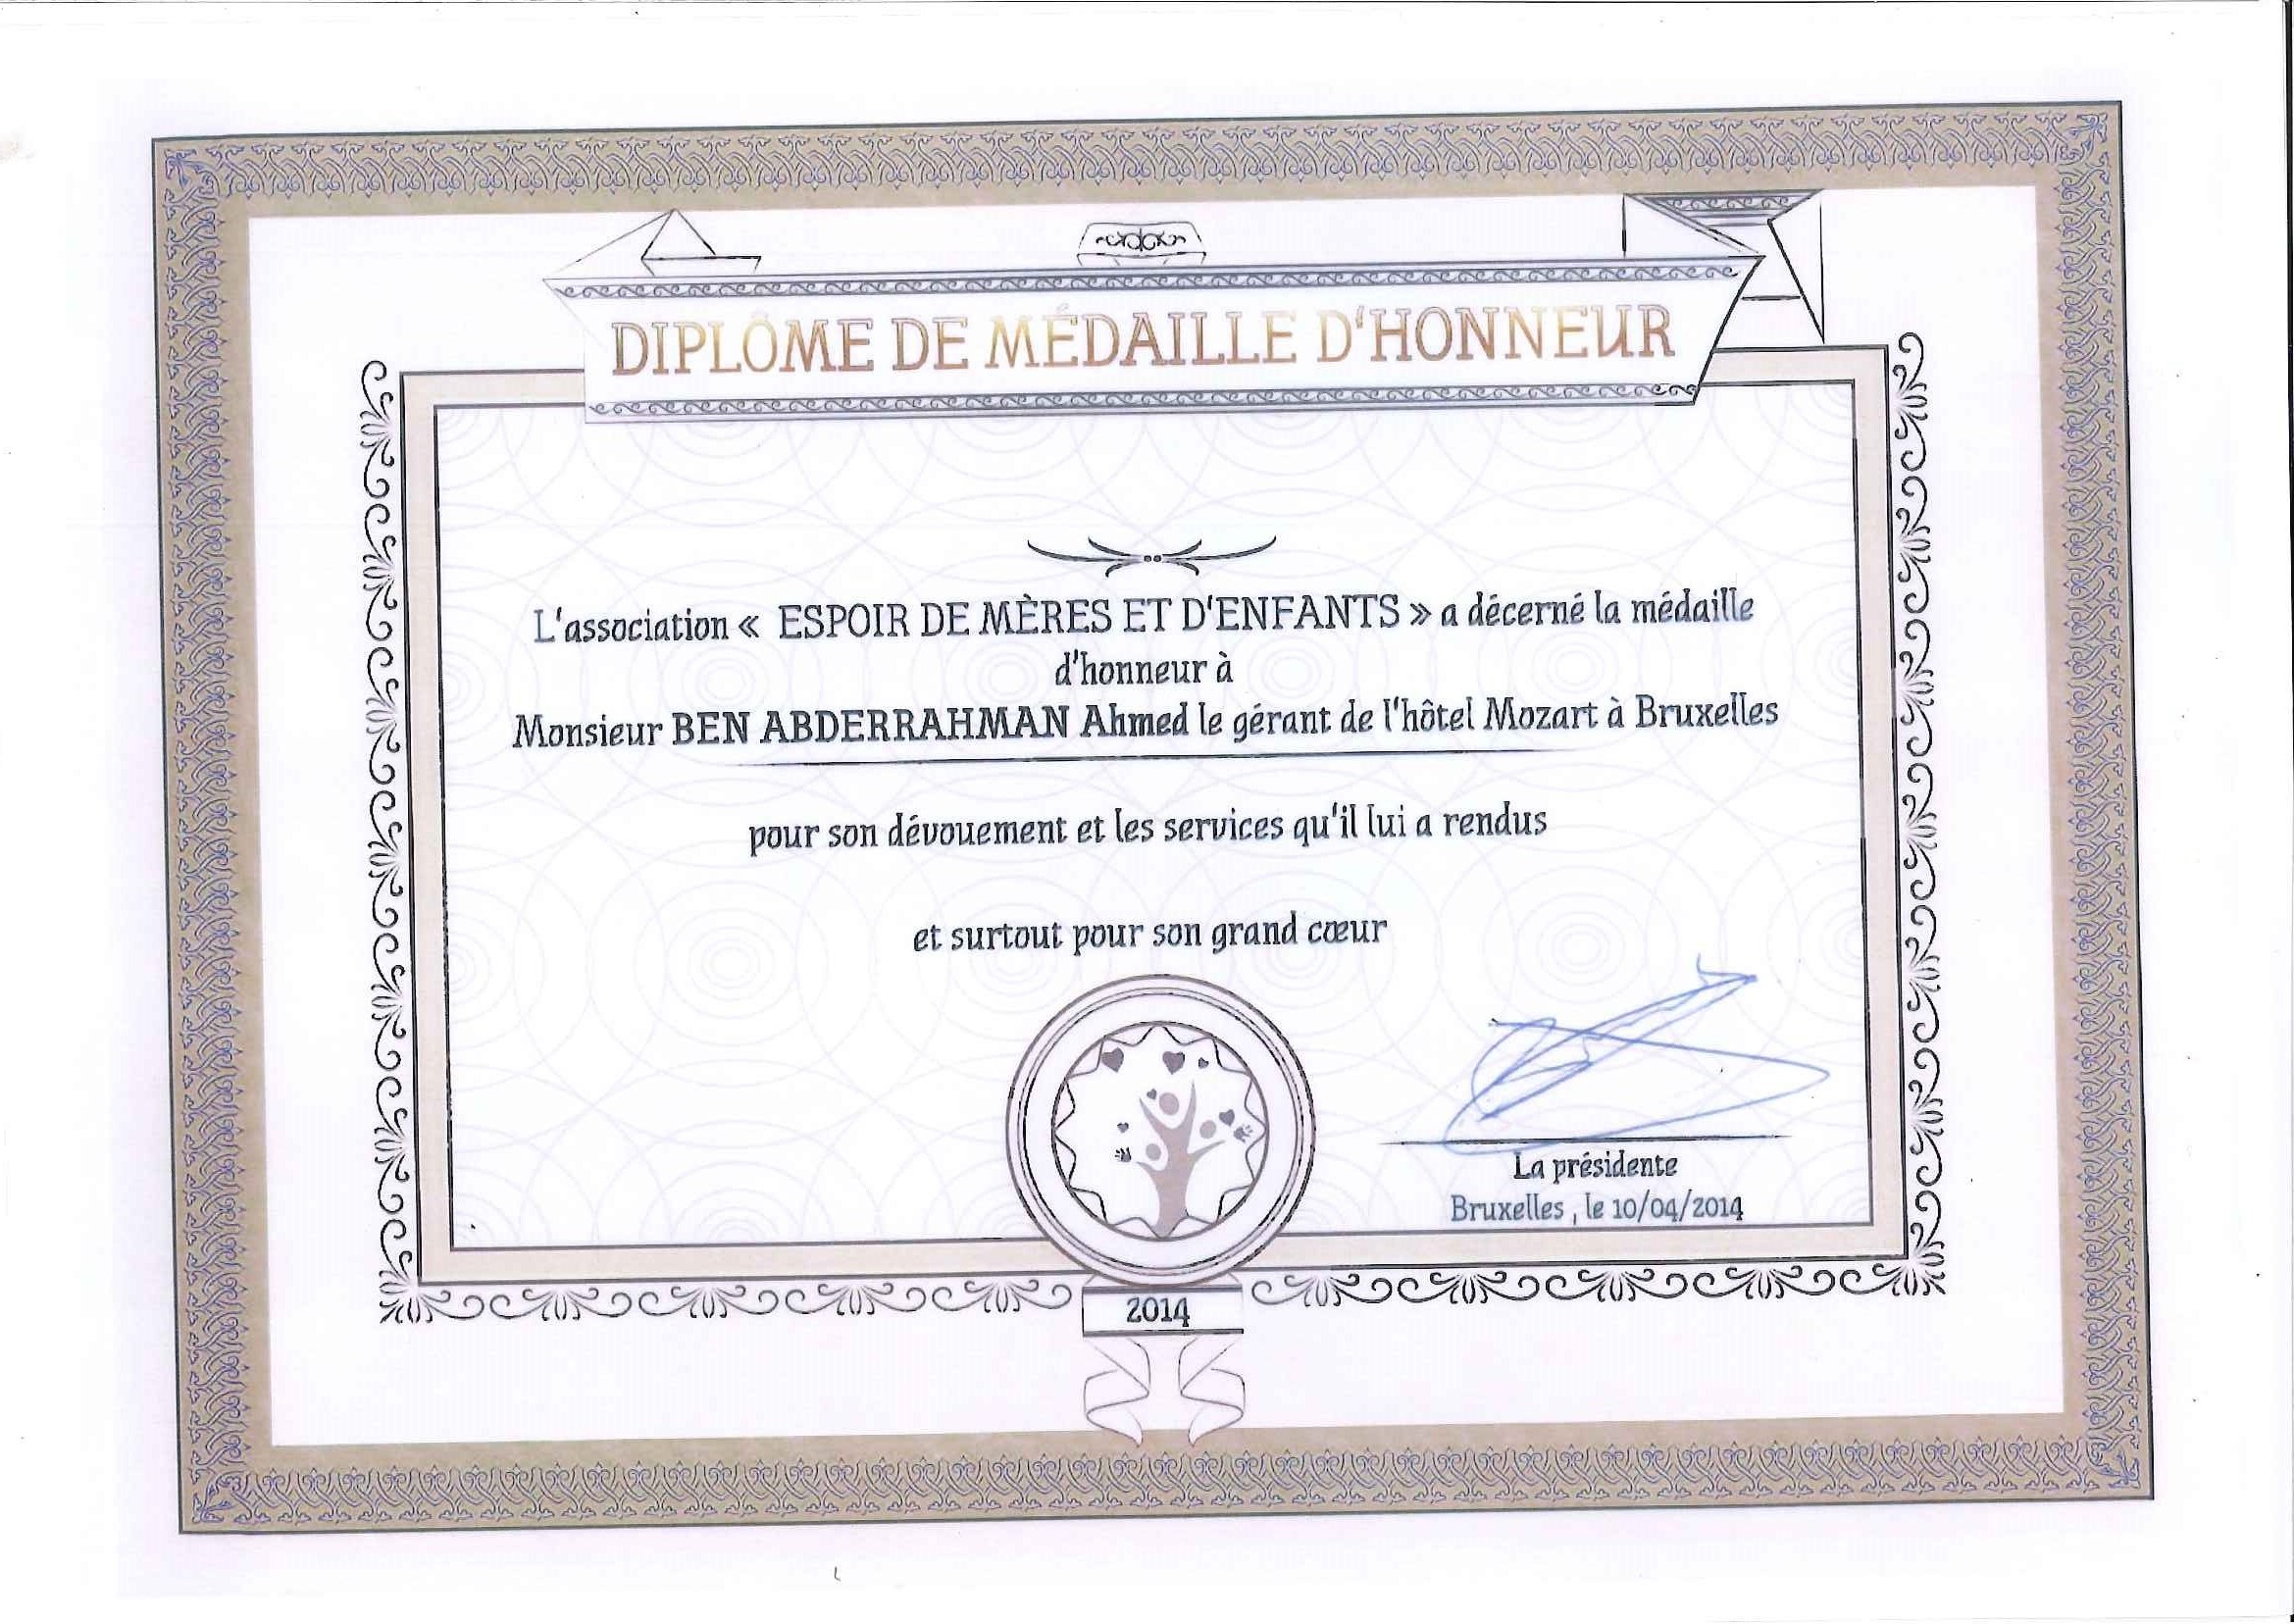 DIPLÔME DE MÉDAILLE D'HONNEUR
L'association « ESPOIR DE MÈRES ET D'ENFANTS » a décerné la médaille
d'honneur à
Monsieur BEN ABDERRAHMAN Ahmed le gérant de l'hôtel Mozart à Bruxelles
pour son dévouement et les services qu'il lui a rendus
et surtout pour son grand cœur
La présidente
Bruxelles , le 10/04/2014
2014